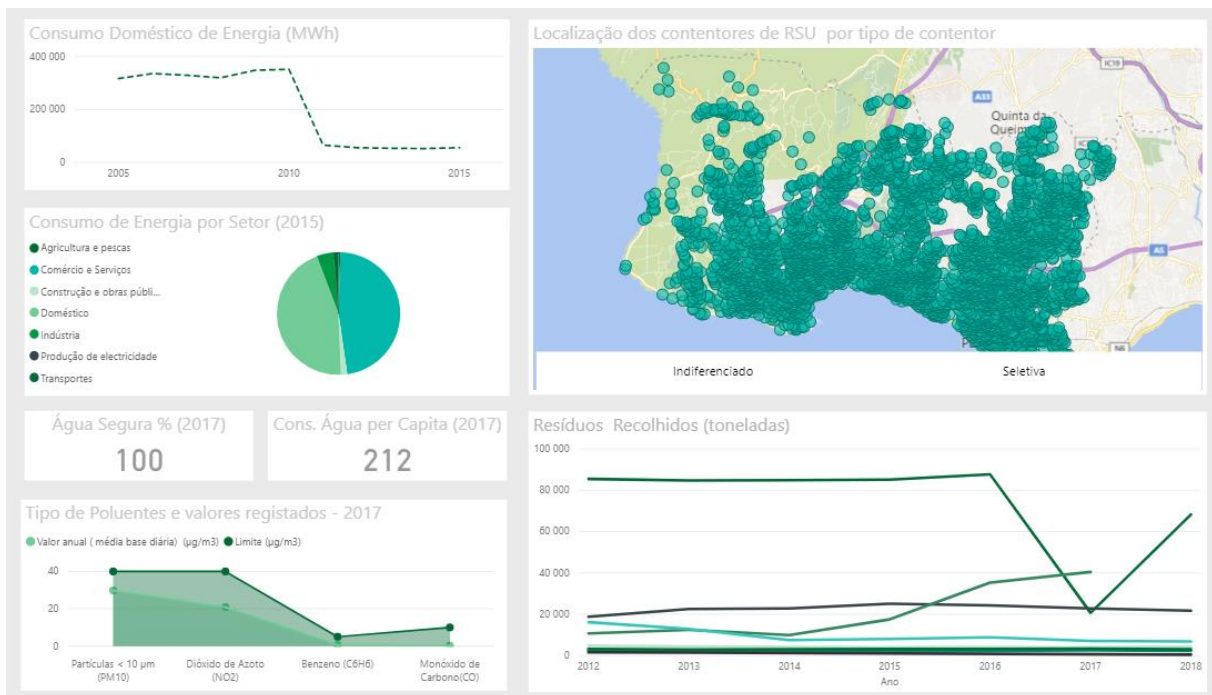 Consumo Doméstico de Energia (MWh)
400 000
200 000
0
2005
2010
2015
Consumo de Energia por Setor (2015)
Agricultura e pescas
Comércio e Serviços
Construção e obras públi...
Doméstico
Indústria
Produção de electricidade
Transportes
Água Segura % (2017)
100
Cons. Água per Capita (2017)
212
Tipo de Poluentes e valores registados - 2017
Valor anual ( média base diária) (µg/m3)
Limite (µg/m3)
40
20
0
Partículas < 10 µm
(PM10)
Dióxido de Azoto
(NO2)
Benzeno (C6H6)
Monóxido de
Carbono(CO)
Localização dos contentores de RSU por tipo de contentor
IC19
A33
Quinta da
A5
N6
Indiferenciado
Seletiva
Resíduos Recolhidos (toneladas)
100 000
80 000
60 000
40 000
20 000
0
2012
2013
2014
2015
2016
2017
2018
Ano